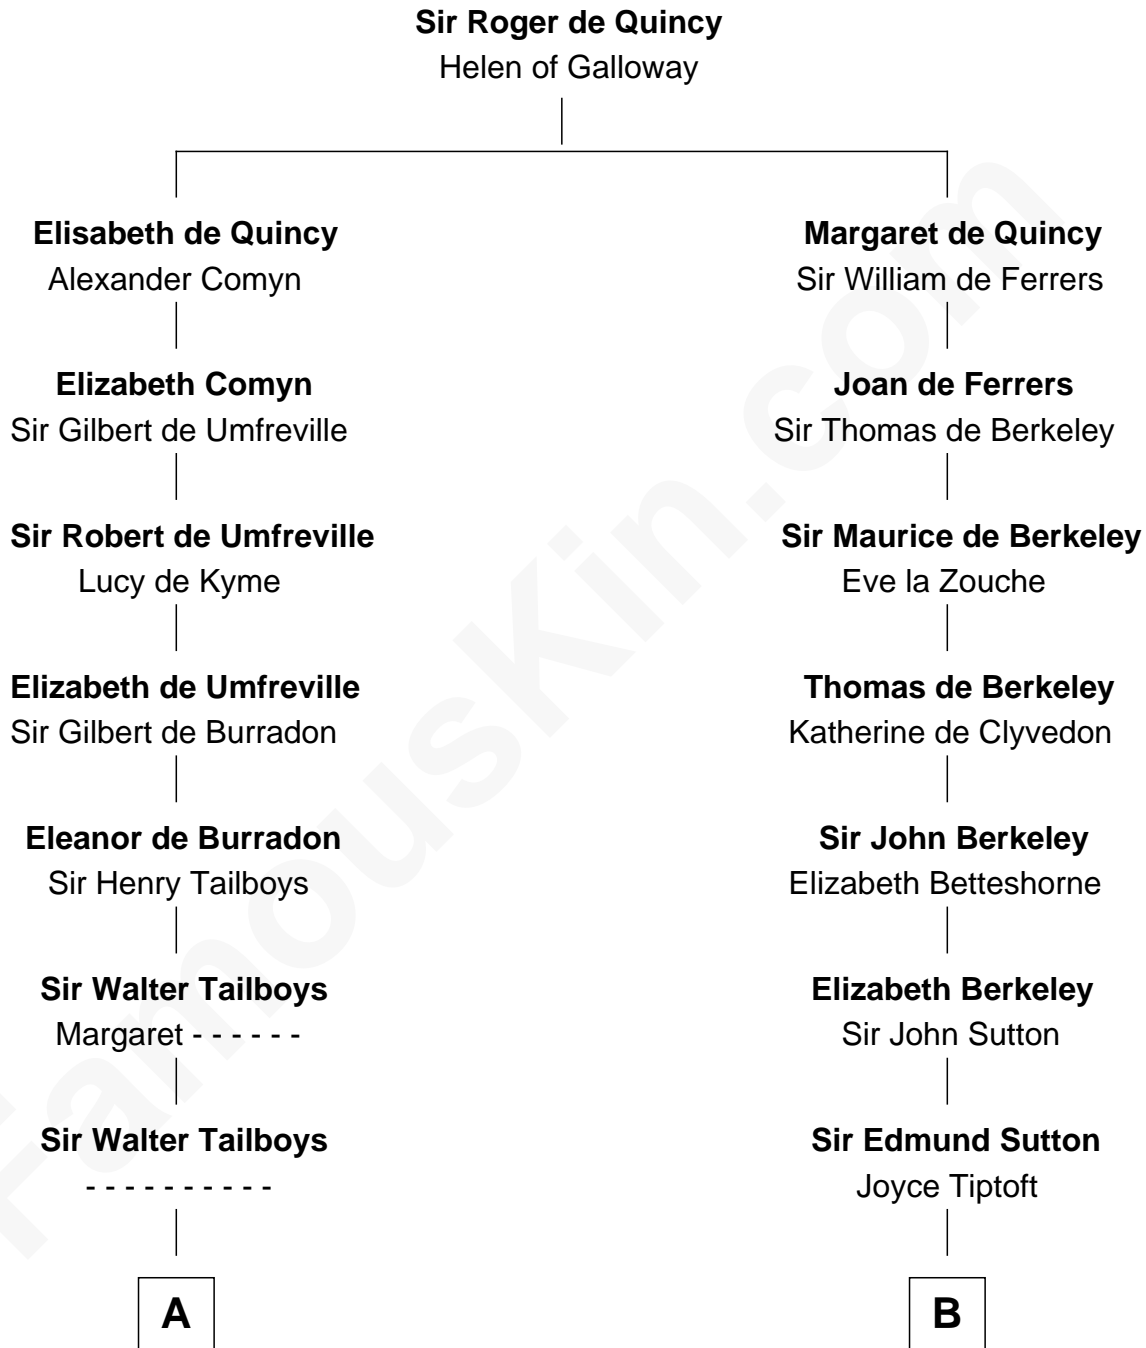 Sir Roger de Quincy
Helen of Galloway
Elisabeth de Quincy
Alexander Comyn
Margaret de Quincy
Sir William de Ferrers
Elizabeth Comyn
Sir Gilbert de Umfreville
Joan de Ferrers
Sir Thomas de Berkeley
Sir Robert de Umfreville
Lucy de Kyme
Sir Maurice de Berkeley
Eve la Zouche
Elizabeth de Umfreville
Sir Gilbert de Burradon
Thomas de Berkeley
Katherine de Clyvedon
Eleanor de Burradon
Sir Henry Tailboys
Sir John Berkeley
Elizabeth Betteshorne
Sir Walter Tailboys
Margaret - - - - - -
Elizabeth Berkeley
Sir John Sutton
Sir Walter Tailboys
- - - - - - - - - -
Sir Edmund Sutton
Joyce Tiptoft
A
B
FamousKin.com